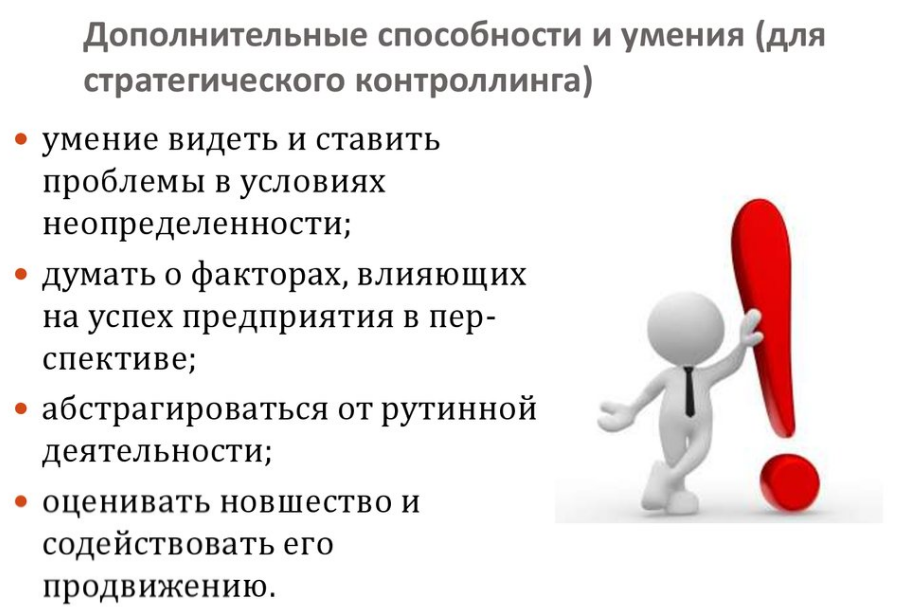 Дополнительные способности и умения (для
стратегического контроллинга)
• умение видеть и ставить
проблемы в условиях
неопределенности;
• думать о факторах, влияющих
на успех предприятия в пер-
спективе;
• абстрагироваться от рутинной
деятельности;
• оценивать новшество и
содействовать его
продвижению.